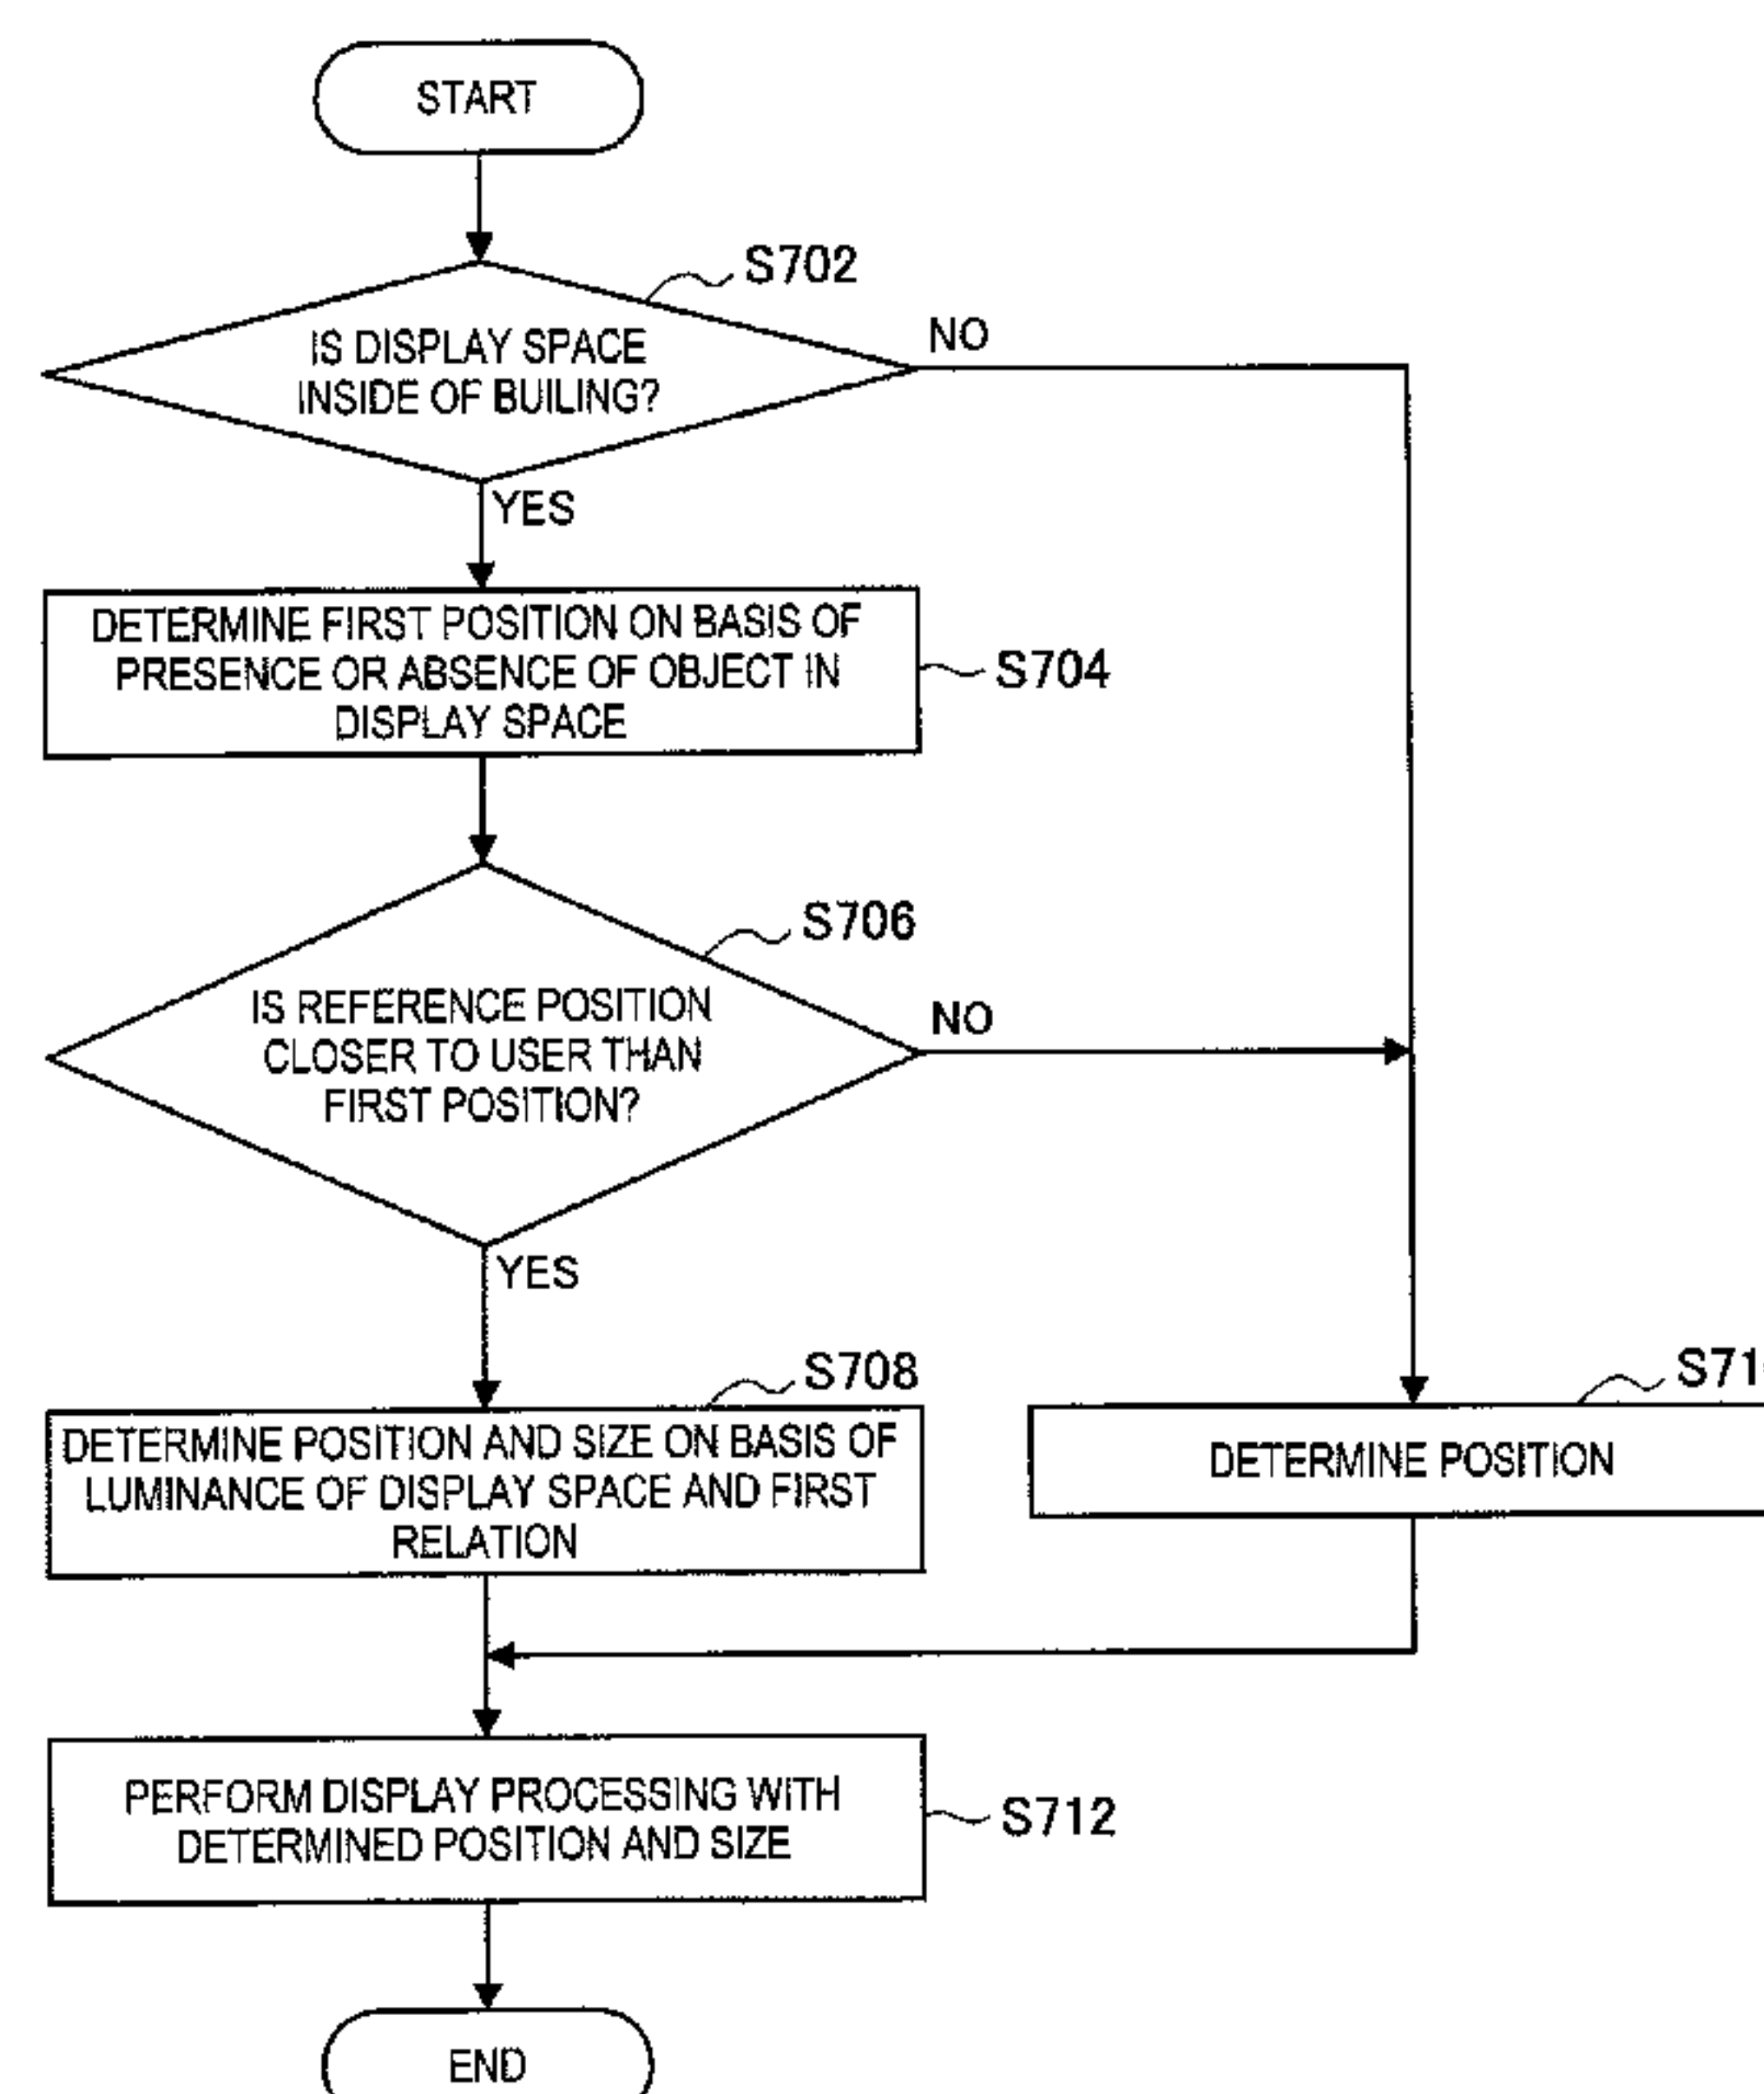 START
S702
IS DISPLAY SPACE
INSIDE OF BUILING?
NO
YES
DETERMINE FIRST POSITION ON BASIS OF
PRESENCE OR ABSENCE OF OBJECT IN
DISPLAY SPACE
S704
S706
IS REFERENCE POSITION
CLOSER TO USER THAN
FIRST POSITION?
NO
YES
S708
DETERMINE POSITION AND SIZE ON BASIS OF
LUMINANCE OF DISPLAY SPACE AND FIRST
RELATION
DETERMINE POSITION
PERFORM DISPLAY PROCESSING WITH
DETERMINED POSITION AND SIZE
S712
END